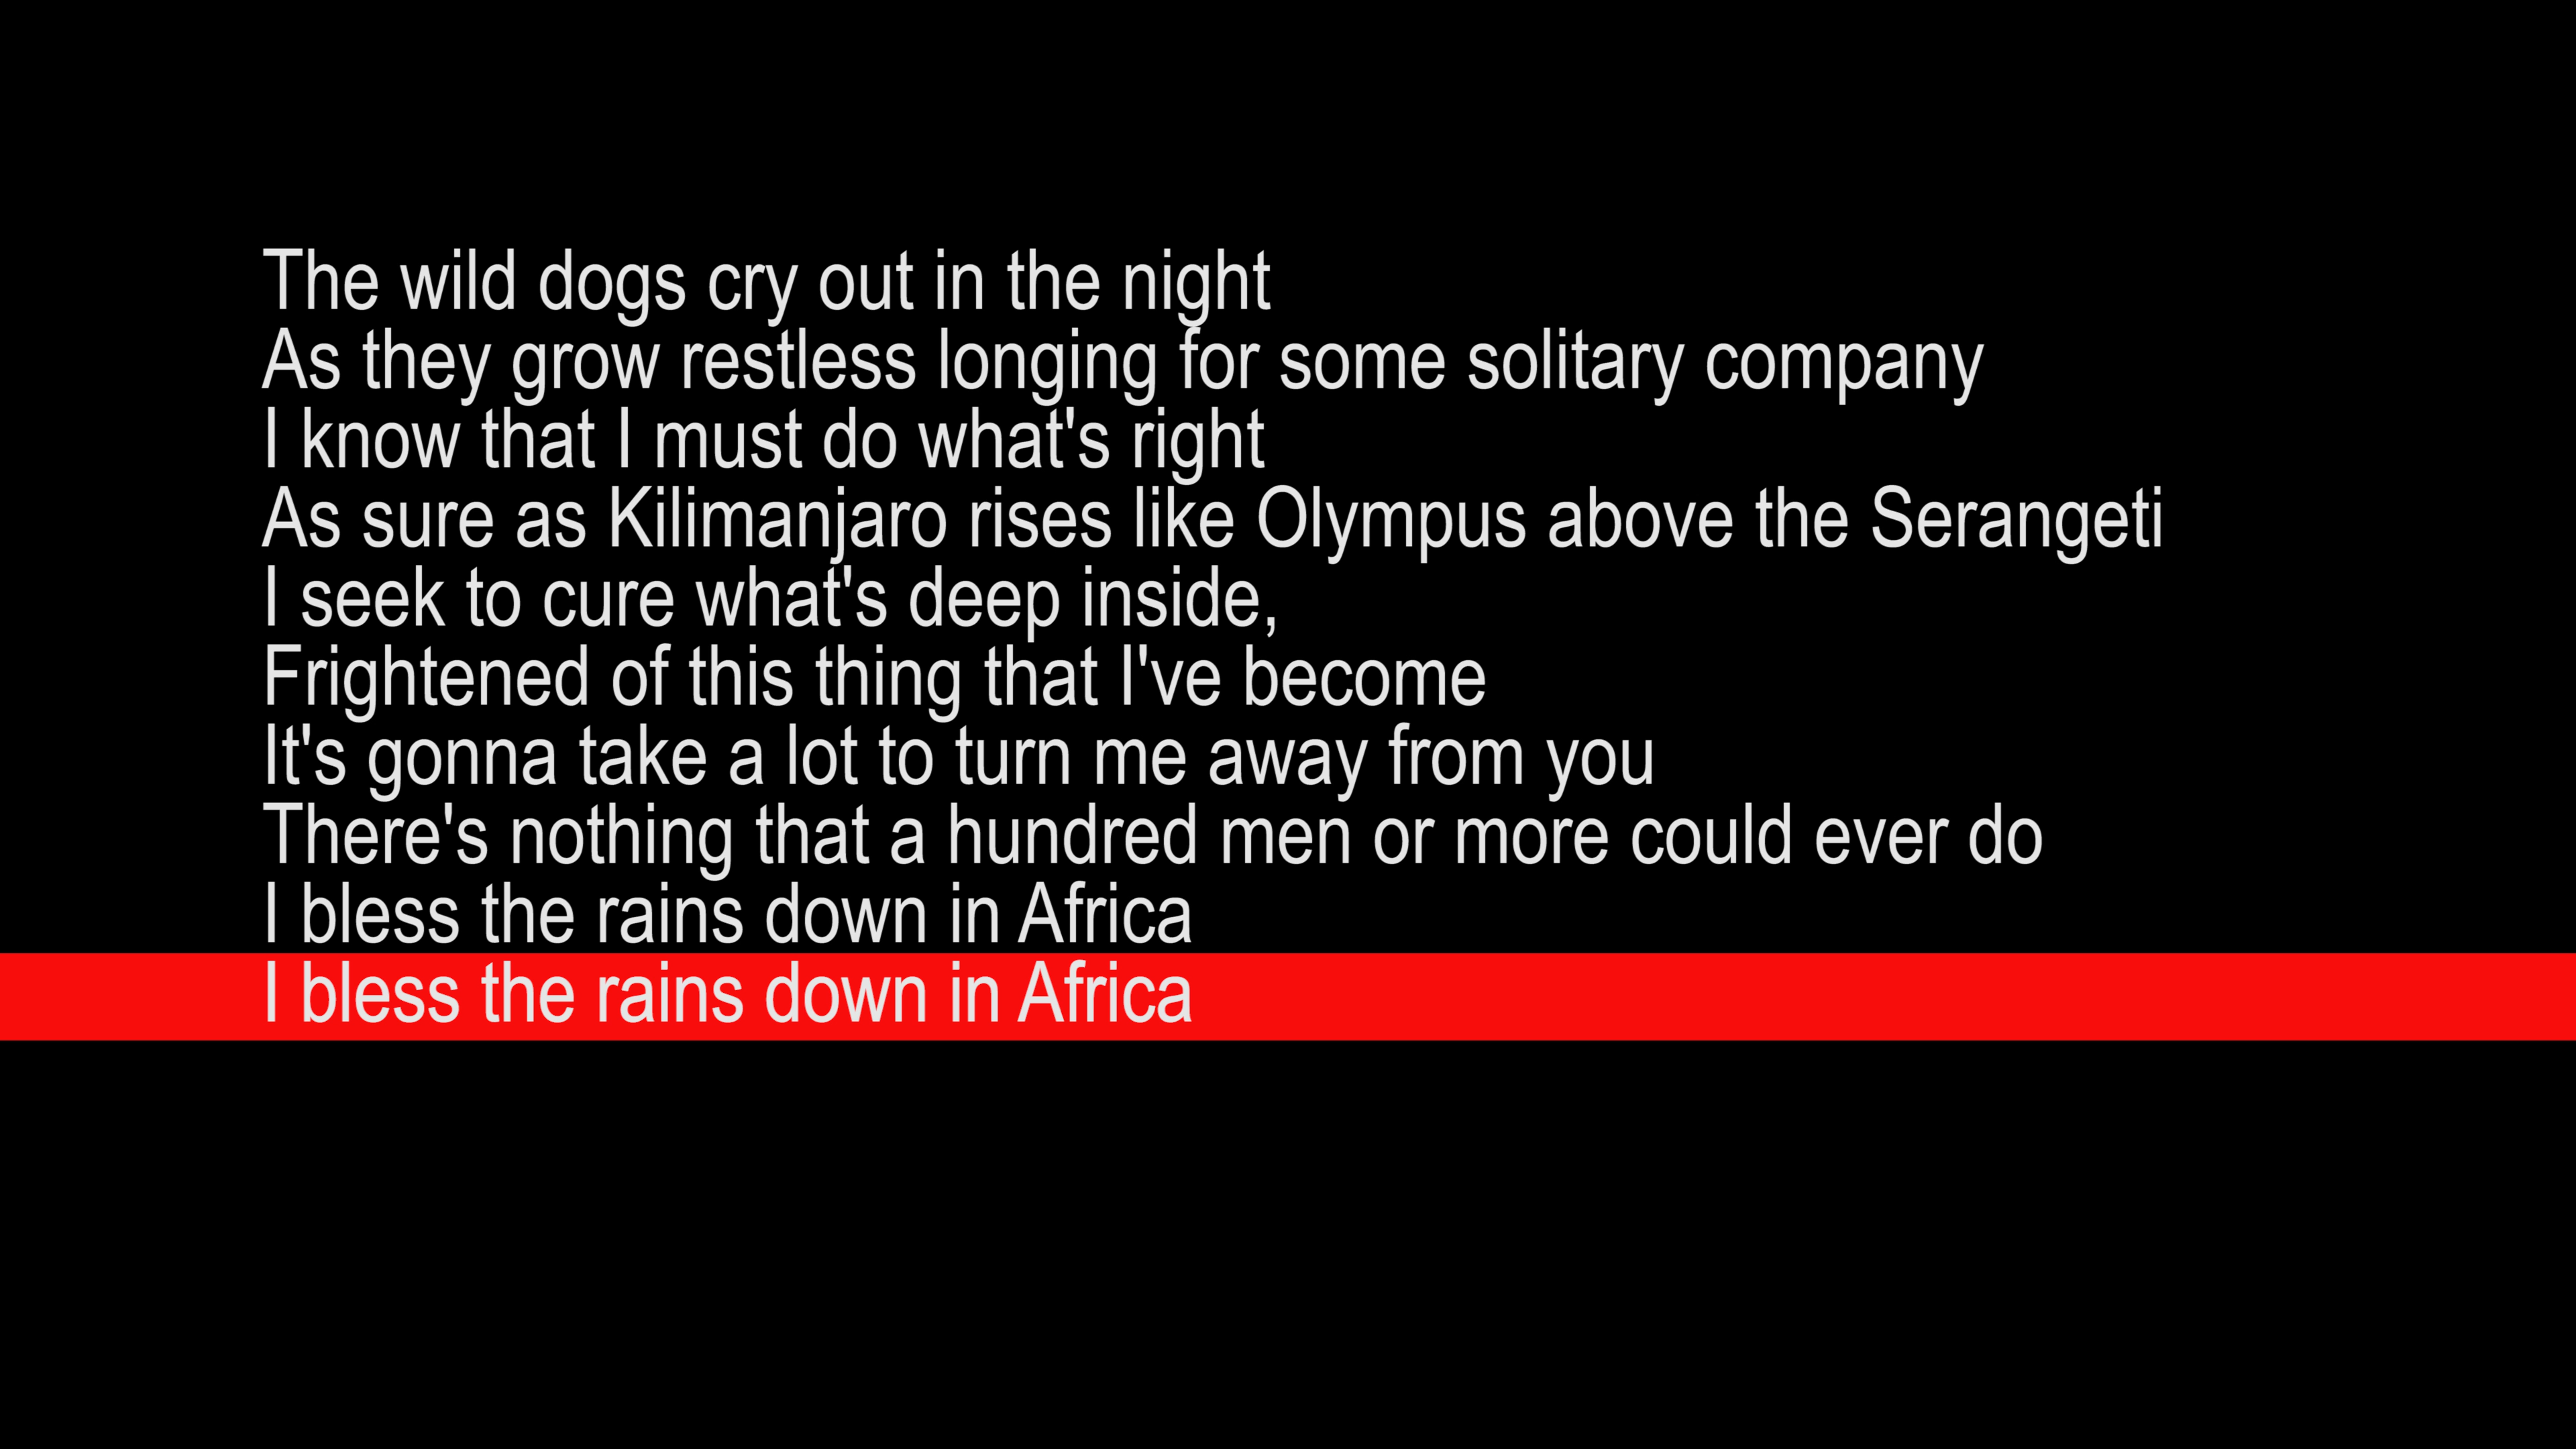 The wild dogs cry out in the night
As they grow restless longing for some solitary company
I know that I must do what's right
As sure as Kilimanjaro rises like Olympus above the Serangeti
I seek to cure what's deep inside,
Frightened of this thing that I've become
It's gonna take a lot to turn me away from you
There's nothing that a hundred men or more could ever do
I bless the rains down in Africa
I bless the rains down in Africa